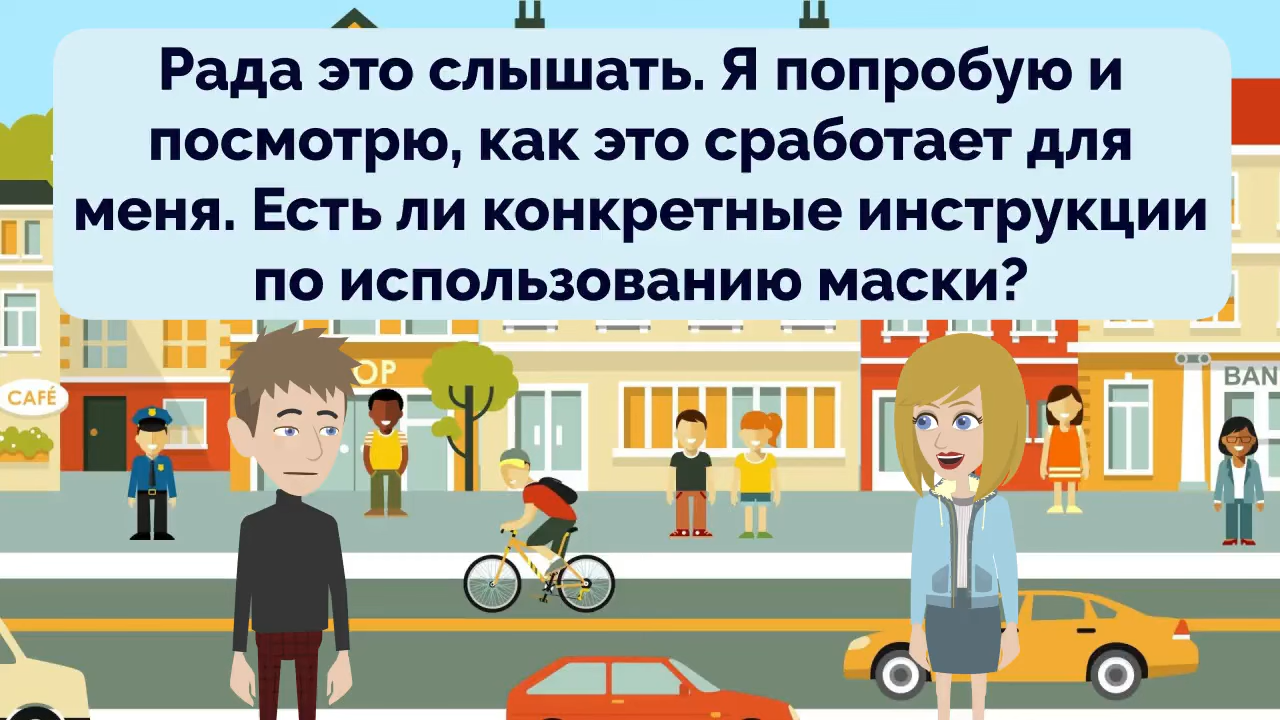 Рада это слышать. Я попробую и
посмотрю, как это сработает для
меня. Есть ли конкретные инструкции
по использованию маски?
CAFÉ
OP
BAN